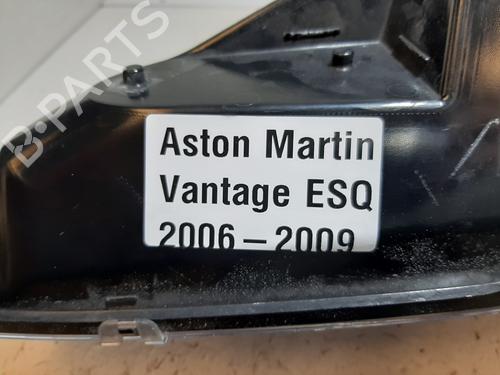 B-PARTS
Aston Martin
Vantage ESQ
2006-2009